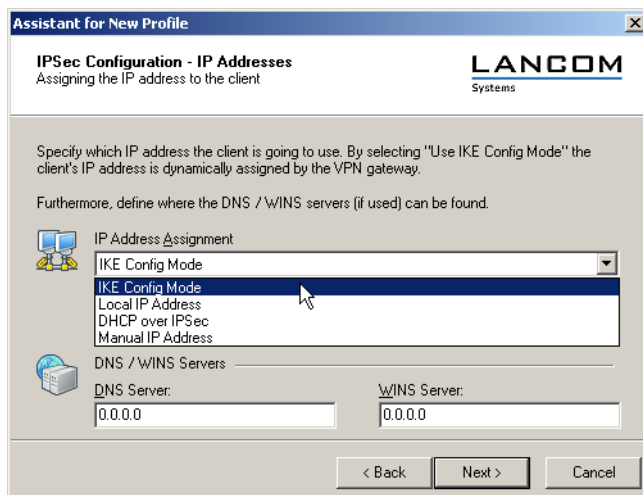 Assistant for New Profile
IPSec Configuration - IP Addresses
Assigning the IP address to the client
LANCOM
Systems
Specify which IP address the client is going to use. By selecting "Use IKE Config Mode" the
client's IP address is dynamically assigned by the VPN gateway.
Furthermore, define where the DNS / WINS servers (if used) can be found.
IP Address Assignment
IKE Config Mode
IKE Config Mode
Local IP Address
DHCP over IPSec
Manual IP Address
DNS / WINS Servers
DNS Server: WINS Server:
0.0.0.0 0.0.0.0
< Back Next > Cancel